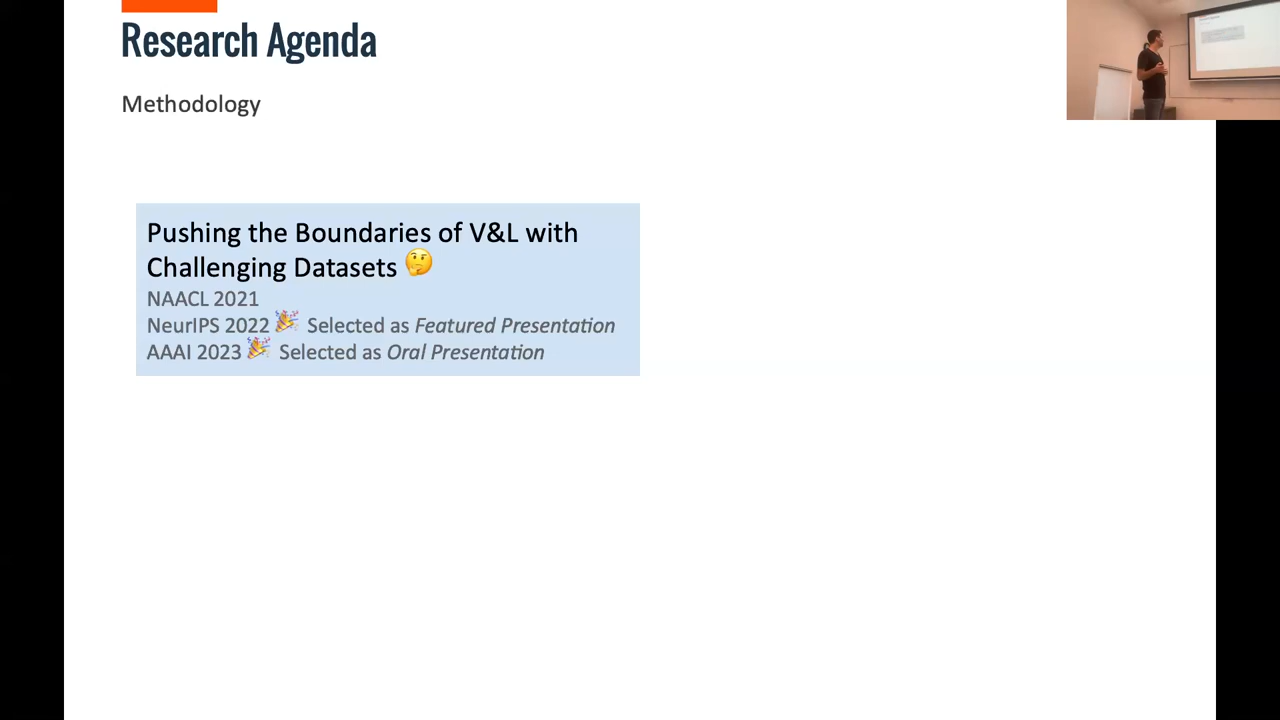 Research Agenda
Methodology
Pushing the Boundaries of V&L with
Challenging Datasets 🤔
NAACL 2021
NeurIPS 2022 🎉 Selected as Featured Presentation
AAAI 2023 🎉 Selected as Oral Presentation